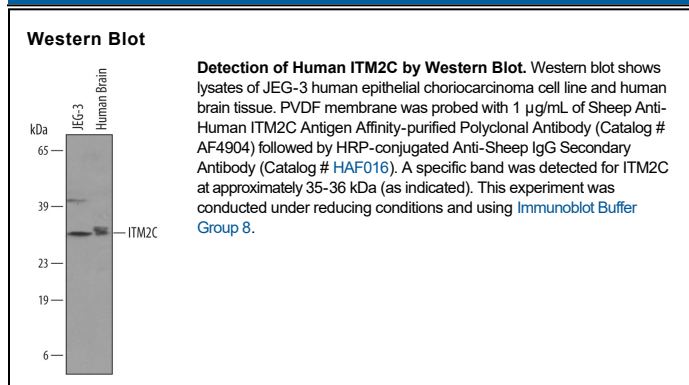 Western Blot
JEG-3
Human Brain
kDa
65
39
ITM2C
23
19
6
Detection of Human ITM2C by Western Blot. Western blot shows
lysates of JEG-3 human epithelial choriocarcinoma cell line and human
brain tissue. PVDF membrane was probed with 1 µg/mL of Sheep Anti-
Human ITM2C Antigen Affinity-purified Polyclonal Antibody (Catalog #
AF4904) followed by HRP-conjugated Anti-Sheep IgG Secondary
Antibody (Catalog # HAF016). A specific band was detected for ITM2C
at approximately 35-36 kDa (as indicated). This experiment was
conducted under reducing conditions and using Immunoblot Buffer
Group 8.